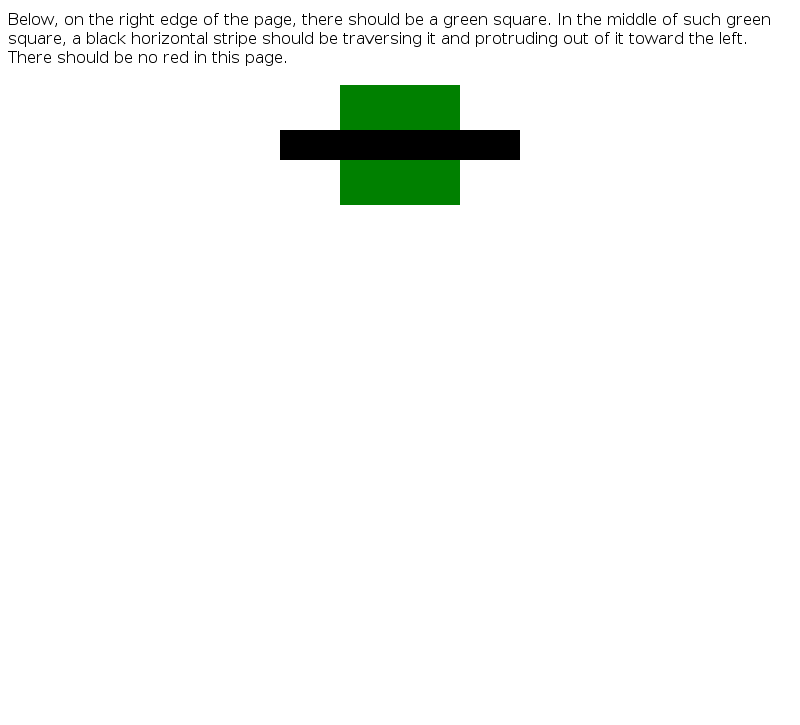 Below, on the right edge of the page, there should be a green square. In the middle of such green
square, a black horizontal stripe should be traversing it and protruding out of it toward the left.
There should be no red in this page.